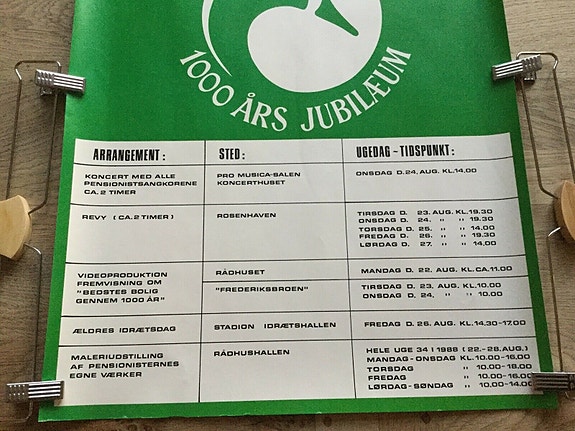 1000 ÅRS JUBILÆUM
ARRANGEMENT: STED: UGEDAG - TIDSPUNKT:
KONCERT MED ALLE
PENSIONISTSANGKORENE
CA. 2 TIMER
PRO MUSICA-SALEN
KONCERTHUSET
ONSDAG D. 24. AUG. KL. 14.00
REVY (CA. 2 TIMER)
ROSENHAVEN
TIRSDAG D. 23. AUG. KL. 19.30
ONSDAG D. 24. " " 19.30
TORSDAG D. 25. " " 14.00
FREDAG D. 26. " " 19.30
LØRDAG D. 27. " " 14.00
VIDEOPRODUKTION
FREMVISNING OM
"BEDSTES BOLIG
GENNEM 1000 ÅR"
RÅDHUSET
MANDAG D. 22. AUG. KL. CA. 11.00
"FREDERIKSBROEN"
TIRSDAG D. 23. AUG. KL. 10.00
ONSDAG D. 24. " " 10.00
ÆLDRES IDRÆTSDAG
STADION IDRÆTSHALLEN
FREDAG D. 26. AUG. KL. 14.30-17.00
MALERIUDSTILLING
AF PENSIONISTERNES
EGNE VÆRKER
RÅDHUSHALLEN
HELE UGE 34 I 1988 (22.-28. AUG.)
MANDAG-ONSDAG KL. 10.00-16.00
TORSDAG " 10.00-18.00
FREDAG " 10.00-16.00
LØRDAG-SØNDAG " 10.00-14.00